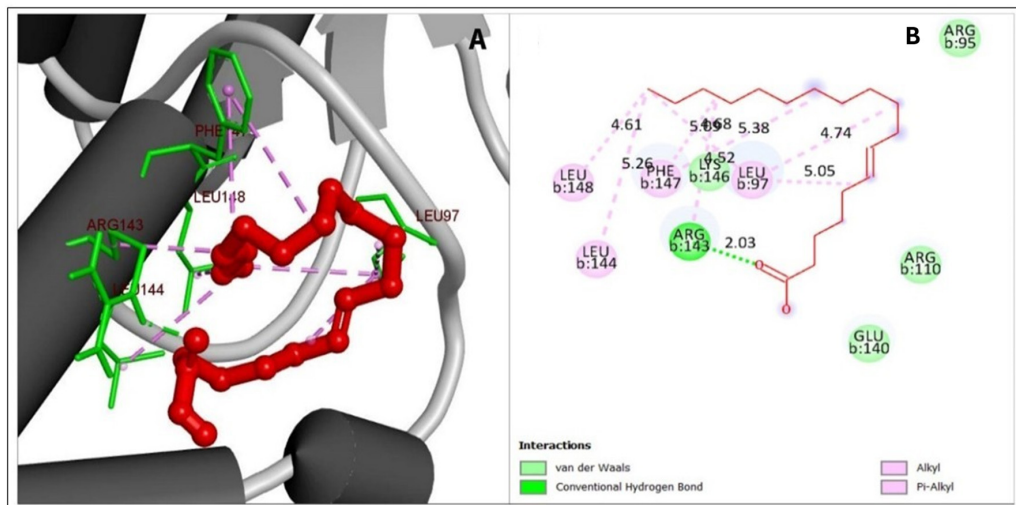 A
PHE147
LEU148
ARG143
LEU97
LEU144
B
ARG
b:95
4.61
5.09
4.68
5.38
4.74
5.26
4.52
5.05
LEU
b:148
PHE
b:147
LYS
b:146
LEU
b:97
ARG
b:143
2.03
LEU
b:144
ARG
b:110
GLU
b:140
O
O
Interactions
van der Waals
Conventional Hydrogen Bond
Alkyl
Pi-Alkyl